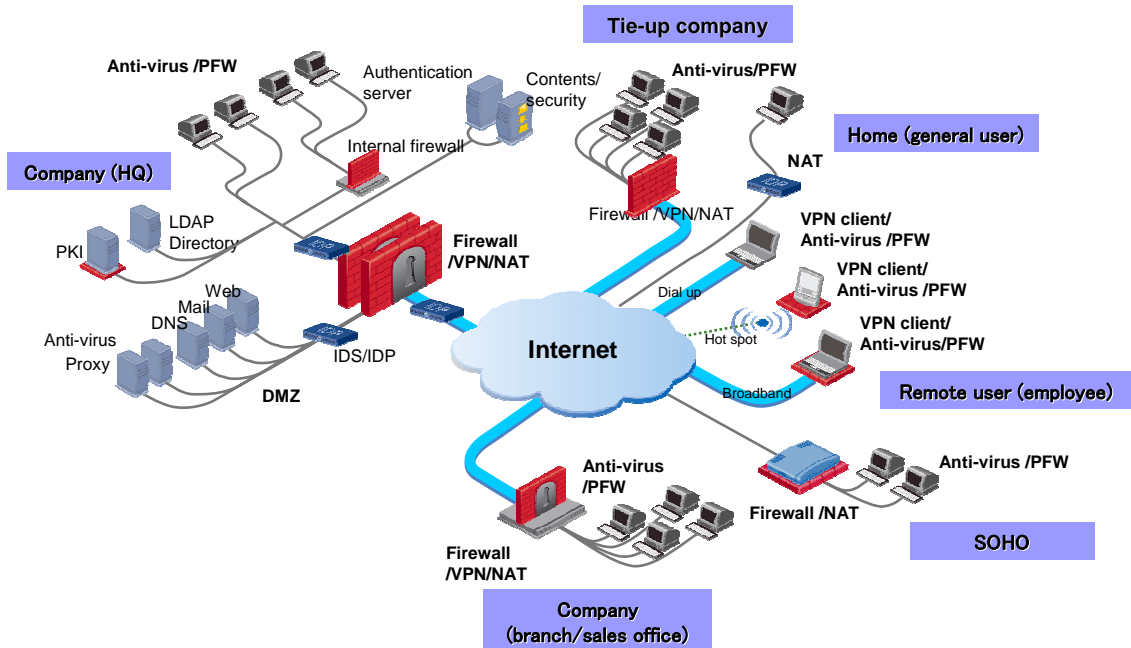 Tie-up company
Anti-virus /PFW
Authentication
server
Contents/
security
Anti-virus/PFW
Home (general user)
Internal firewall
NAT
Company (HQ)
LDAP
Directory
PKI
Firewall /VPN/NAT
Firewall
/VPN/NAT
VPN client/
Anti-virus /PFW
VPN client/
Anti-virus /PFW
Dial up
Web
Mail
DNS
Anti-virus
Proxy
IDS/IDP
DMZ
Internet
Hot spot
VPN client/
Anti-virus/PFW
Broadband
Remote user (employee)
Anti-virus
/PFW
Anti-virus /PFW
Firewall /NAT
Firewall
/VPN/NAT
SOHO
Company
(branch/sales office)
IDP
IDP
IDP
IDP